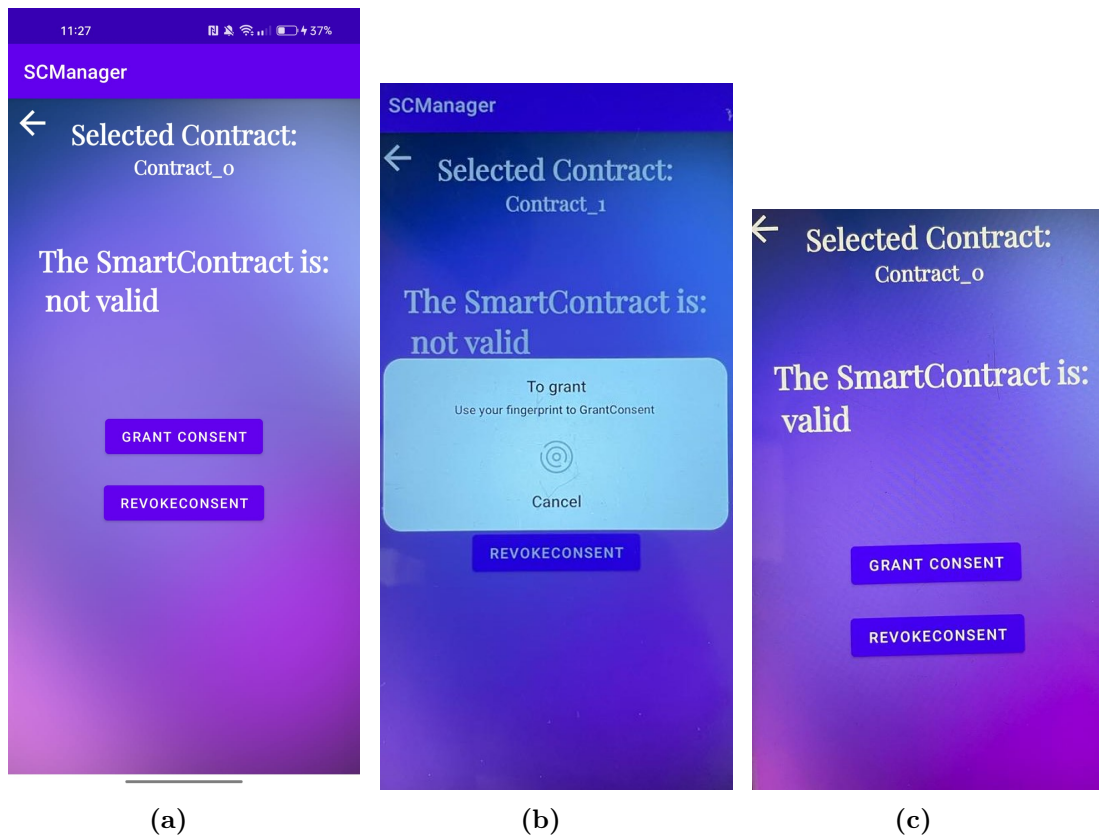 11:27 37%
SCManager
Selected Contract:
Contract_0
The SmartContract is:
not valid
GRANT CONSENT
REVOKECONSENT
(a)
SCManager
Selected Contract:
Contract_1
The SmartContract is:
not valid
To grant
Use your fingerprint to GrantConsent
Cancel
REVOKECONSENT
(b)
Selected Contract:
Contract_0
The SmartContract is:
valid
GRANT CONSENT
REVOKECONSENT
(c)